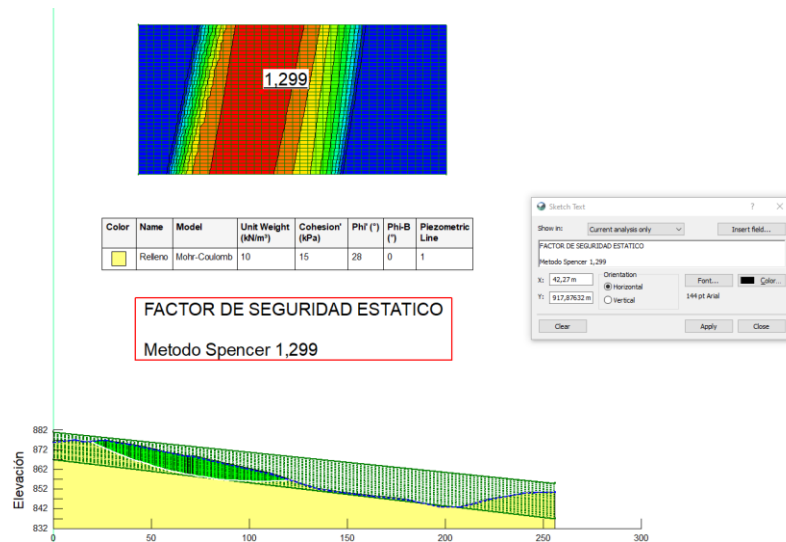 1,299
Color Name Model Unit Weight (kN/m³) Cohesion' (kPa) Phi' (°) Phi-B (°) Piezometric Line
Relleno Mohr-Coulomb 10 15 28 0 1
FACTOR DE SEGURIDAD ESTATICO
Metodo Spencer 1,299
Sketch Text ? ×
Show in: Current analysis only Insert field...
FACTOR DE SEGURIDAD ESTATICO
Metodo Spencer 1,299
X: 42,27 m Orientation Font... Color...
Horizontal
Y: 917,87632 m Vertical 144 pt Arial
Clear Apply Close
Elevación
882
872
862
852
842
832
0 50 100 150 200 250 300